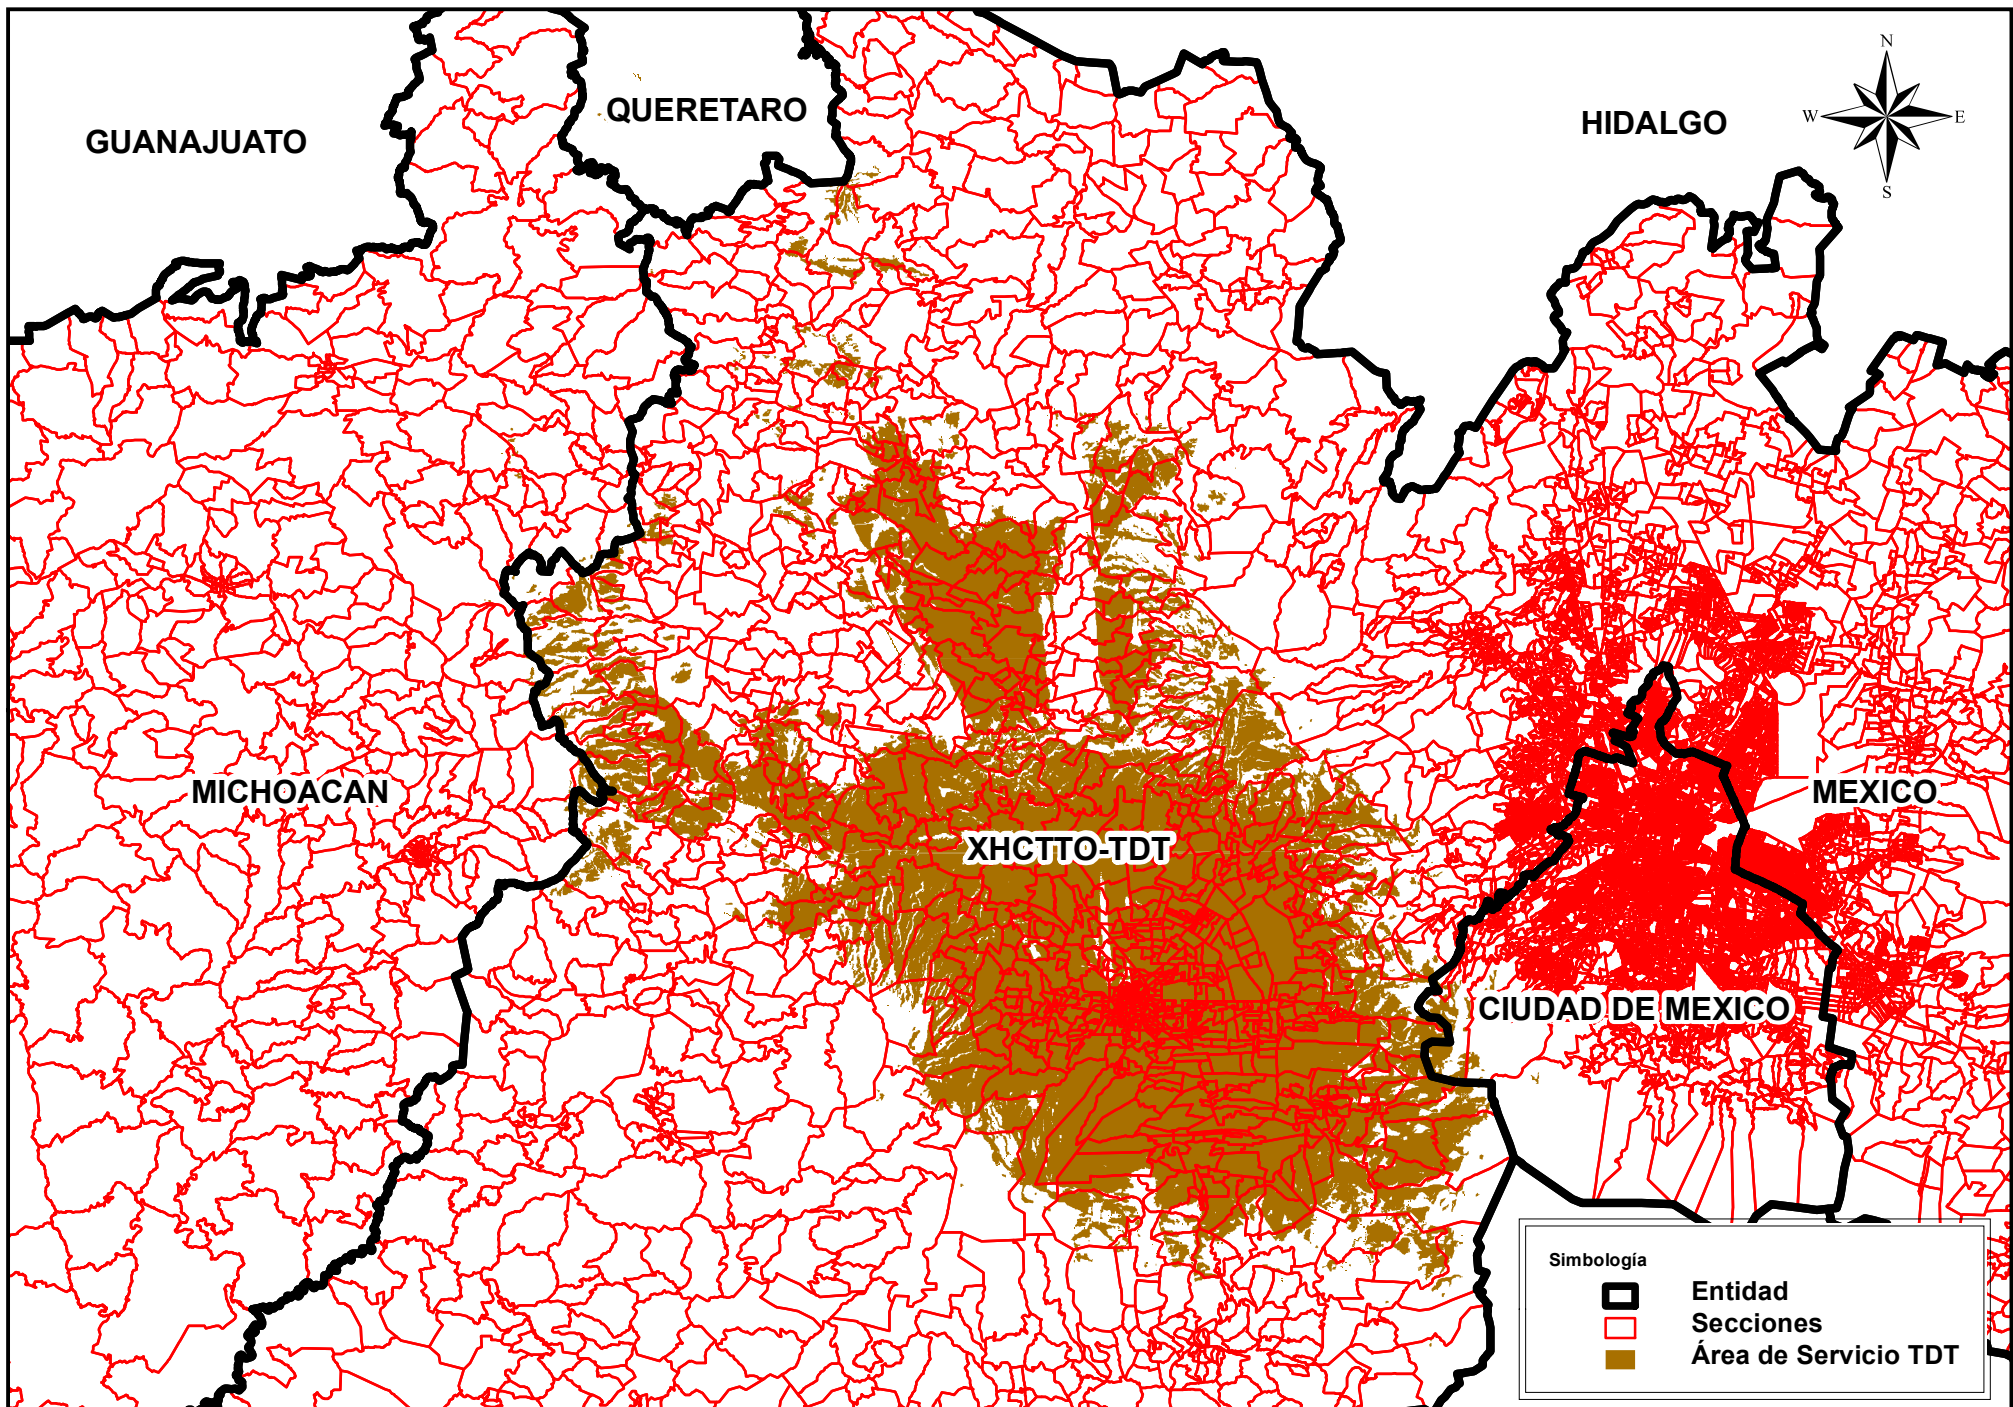 N
QUERETARO
HIDALGO
W
E
GUANAJUATO
S
MICHOACAN
MEXICO
XHCTTO-TDT
CIUDAD DE MEXICO
Simbología
Entidad
Secciones
Área de Servicio TDT